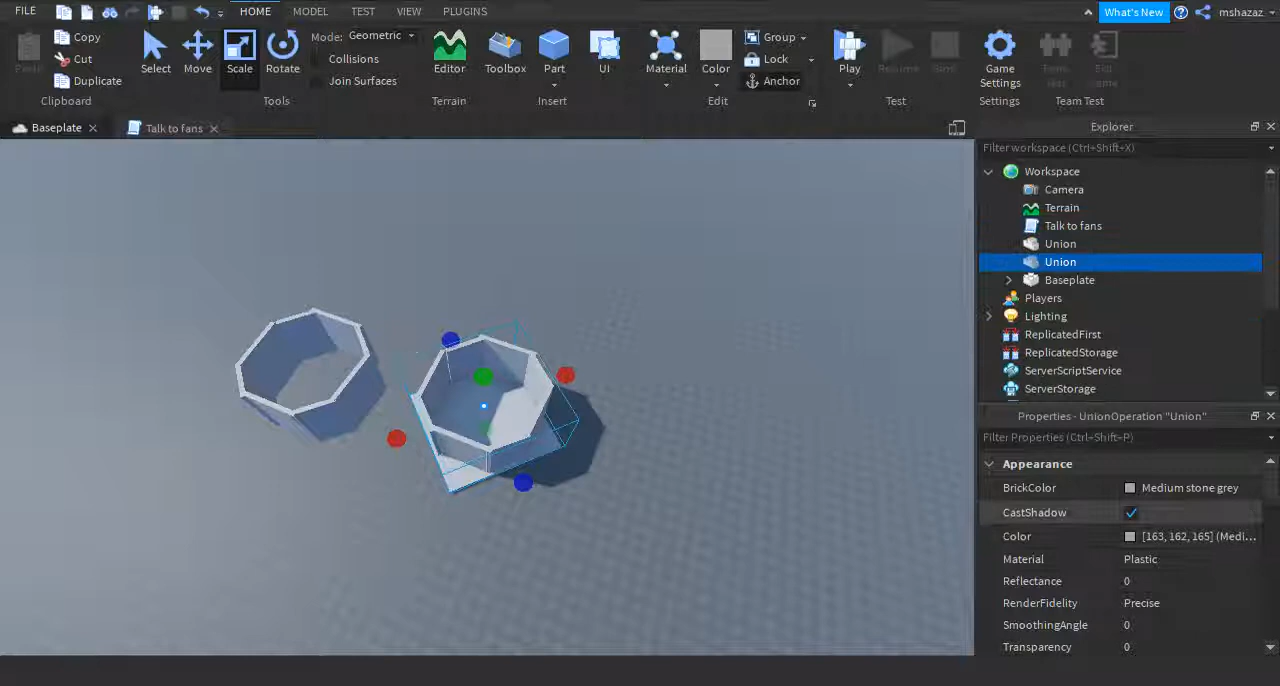 FILE HOME MODEL TEST VIEW PLUGINS What's New mshazaz
Copy
Cut
Duplicate
Clipboard
Select Move Scale Rotate
Mode: Geometric
Collisions
Join Surfaces
Tools
Editor
Terrain
Toolbox Part UI
Insert
Material Color
Group
Lock
Anchor
Edit
Play
Test
Game
Settings
Settings
Team Test
Baseplate Talk to fans
Explorer
Filter workspace (Ctrl+Shift+X)
Workspace
Camera
Terrain
Talk to fans
Union
Union
Baseplate
Players
Lighting
ReplicatedFirst
ReplicatedStorage
ServerScriptService
ServerStorage
Properties - UnionOperation "Union"
Filter Properties (Ctrl+Shift+P)
Appearance
BrickColor Medium stone grey
CastShadow
Color [163, 162, 165] (Medi...
Material Plastic
Reflectance 0
RenderFidelity Precise
SmoothingAngle 0
Transparency 0